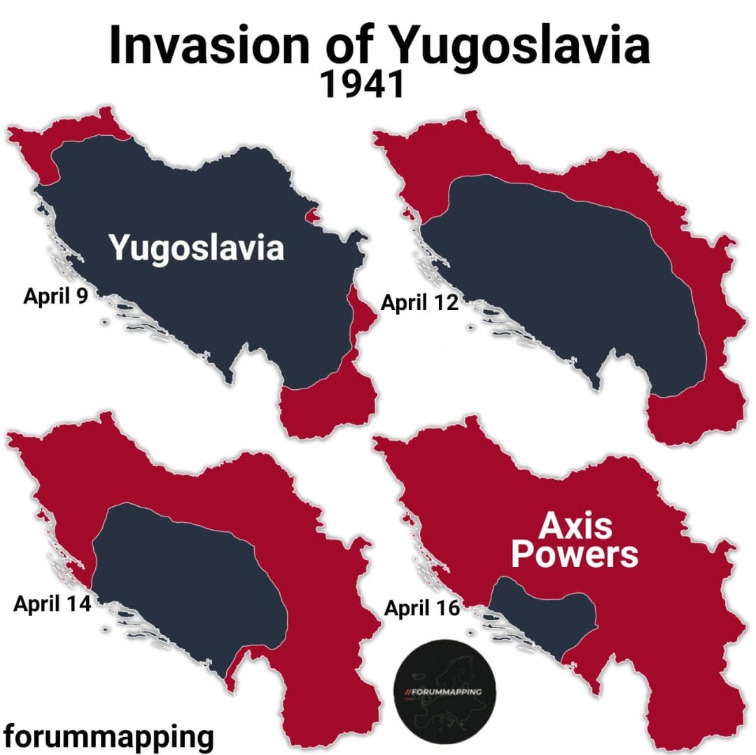 Invasion of Yugoslavia
1941
Yugoslavia
April 9
April 12
April 14
Axis
Powers
April 16
//FORUMMAPPING
forummapping